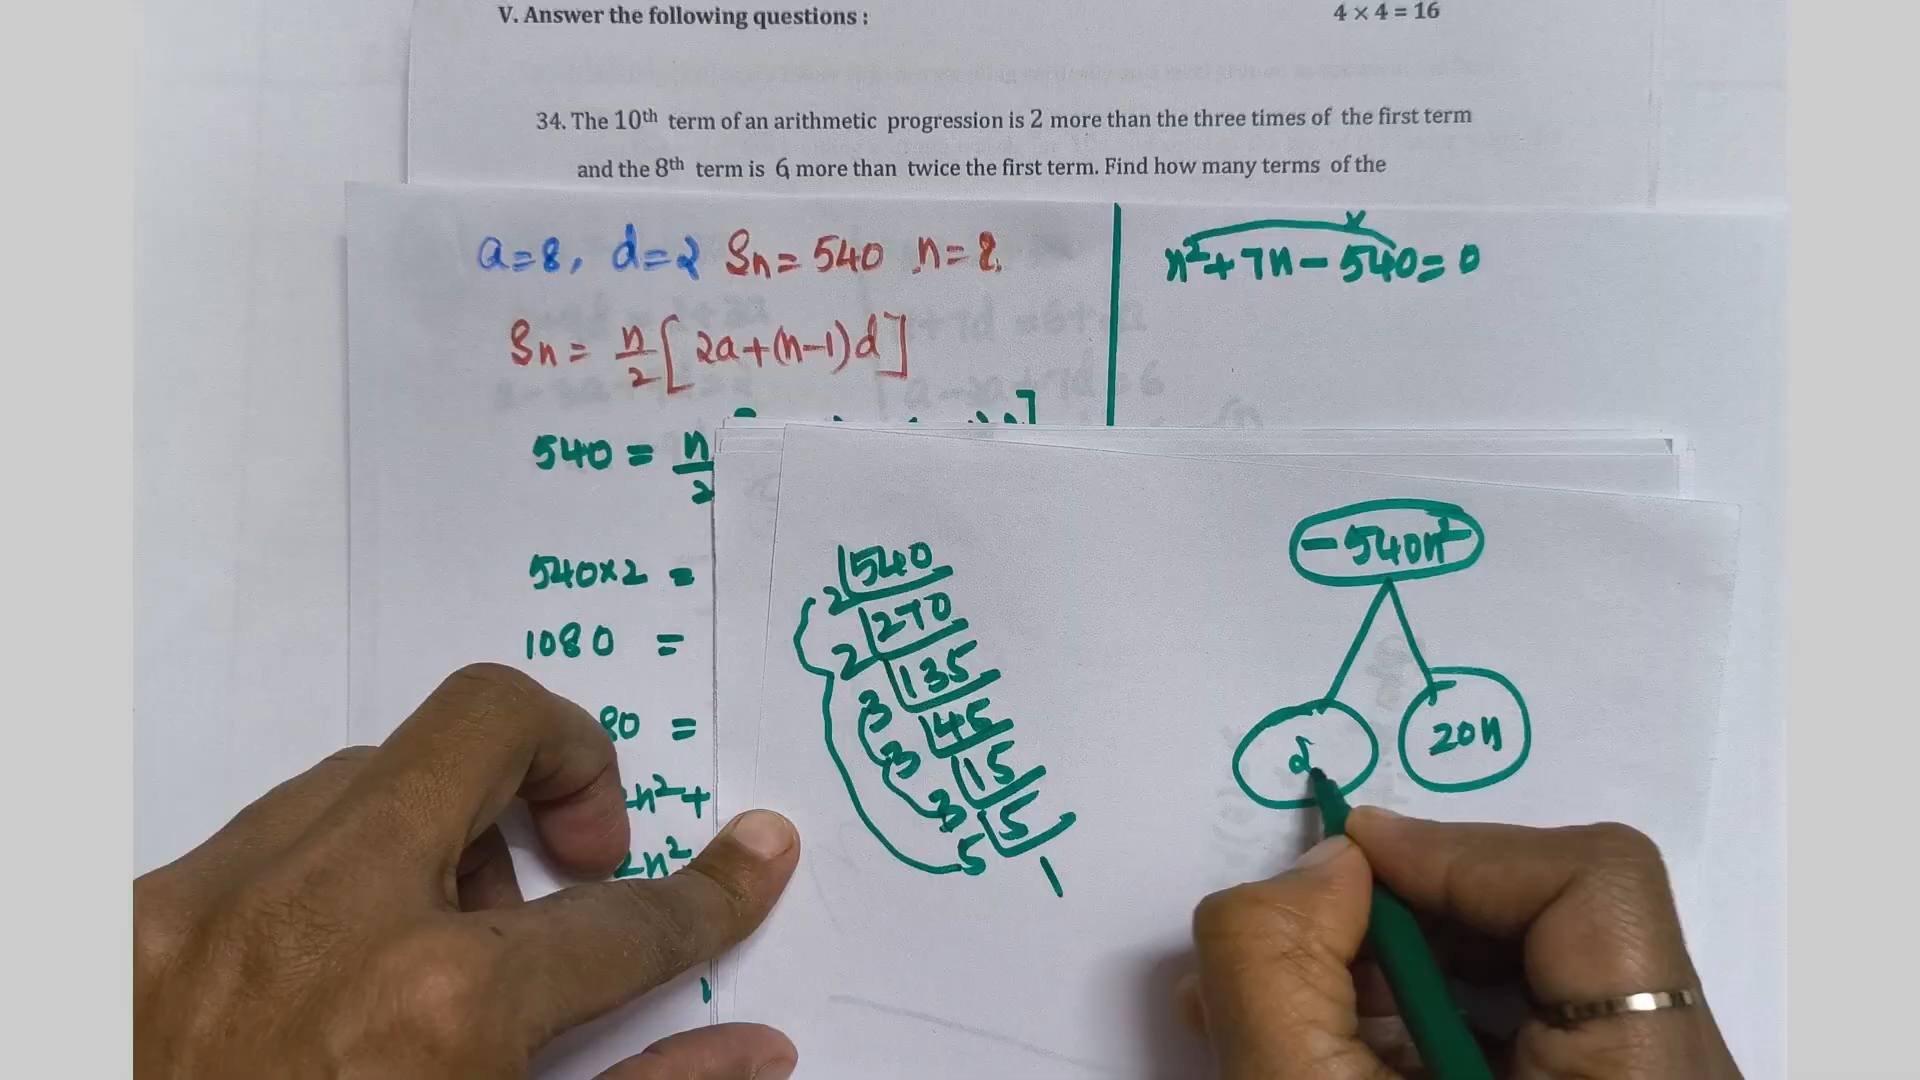 V. Answer the following questions :
4 × 4 = 16
34. The 10th term of an arithmetic progression is 2 more than the three times of the first term
and the 8th term is 6 more than twice the first term. Find how many terms of the
a=8, d=2 Sn=540 n=?
Sn = n/2 [2a+(n-1)d]
540 = n/2
540×2 =
1080 =
80 =
2n²+
2n²
n²+7n-540=0
2 540
2 270
3 135
3 45
3 15
5 5
1
-540n²
20n